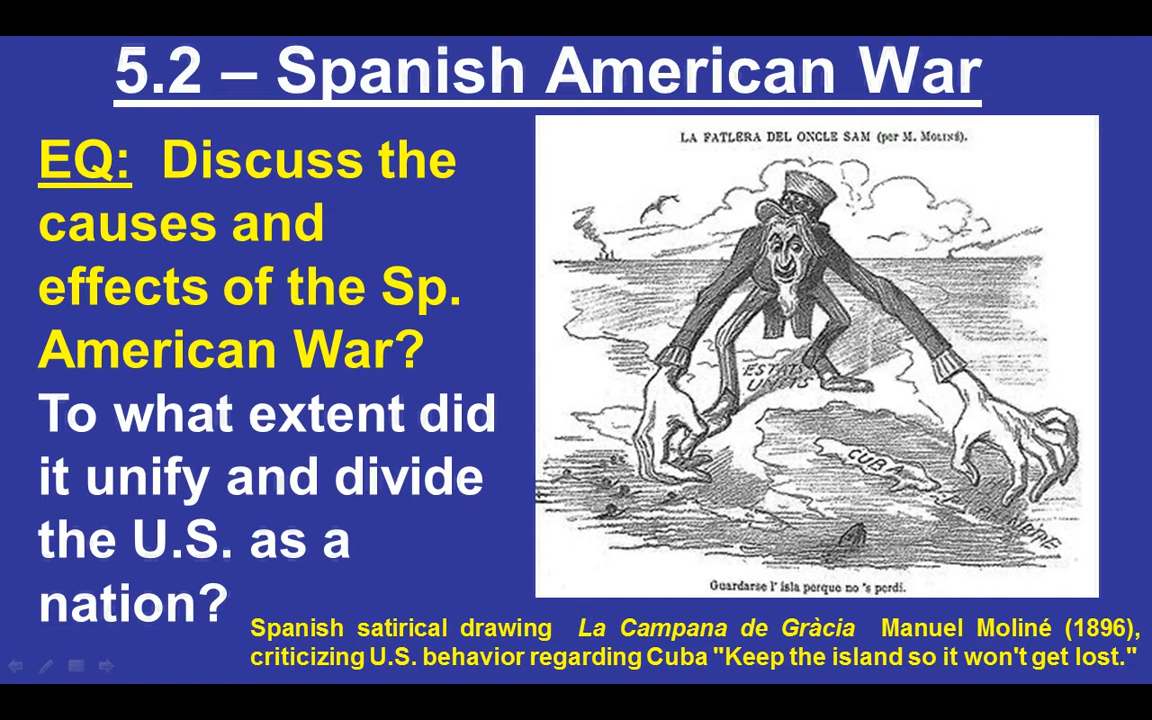 5.2 – Spanish American War
EQ: Discuss the
causes and
effects of the Sp.
American War?
To what extent did
it unify and divide
the U.S. as a
nation?
LA FATLERA DEL ONCLE SAM (per M. MOLINÉ).
ESTATS
UNITS
CUBA
Guardarse l' isla perque no 's perdi.
Spanish satirical drawing La Campana de Gràcia Manuel Moliné (1896),
criticizing U.S. behavior regarding Cuba "Keep the island so it won't get lost."